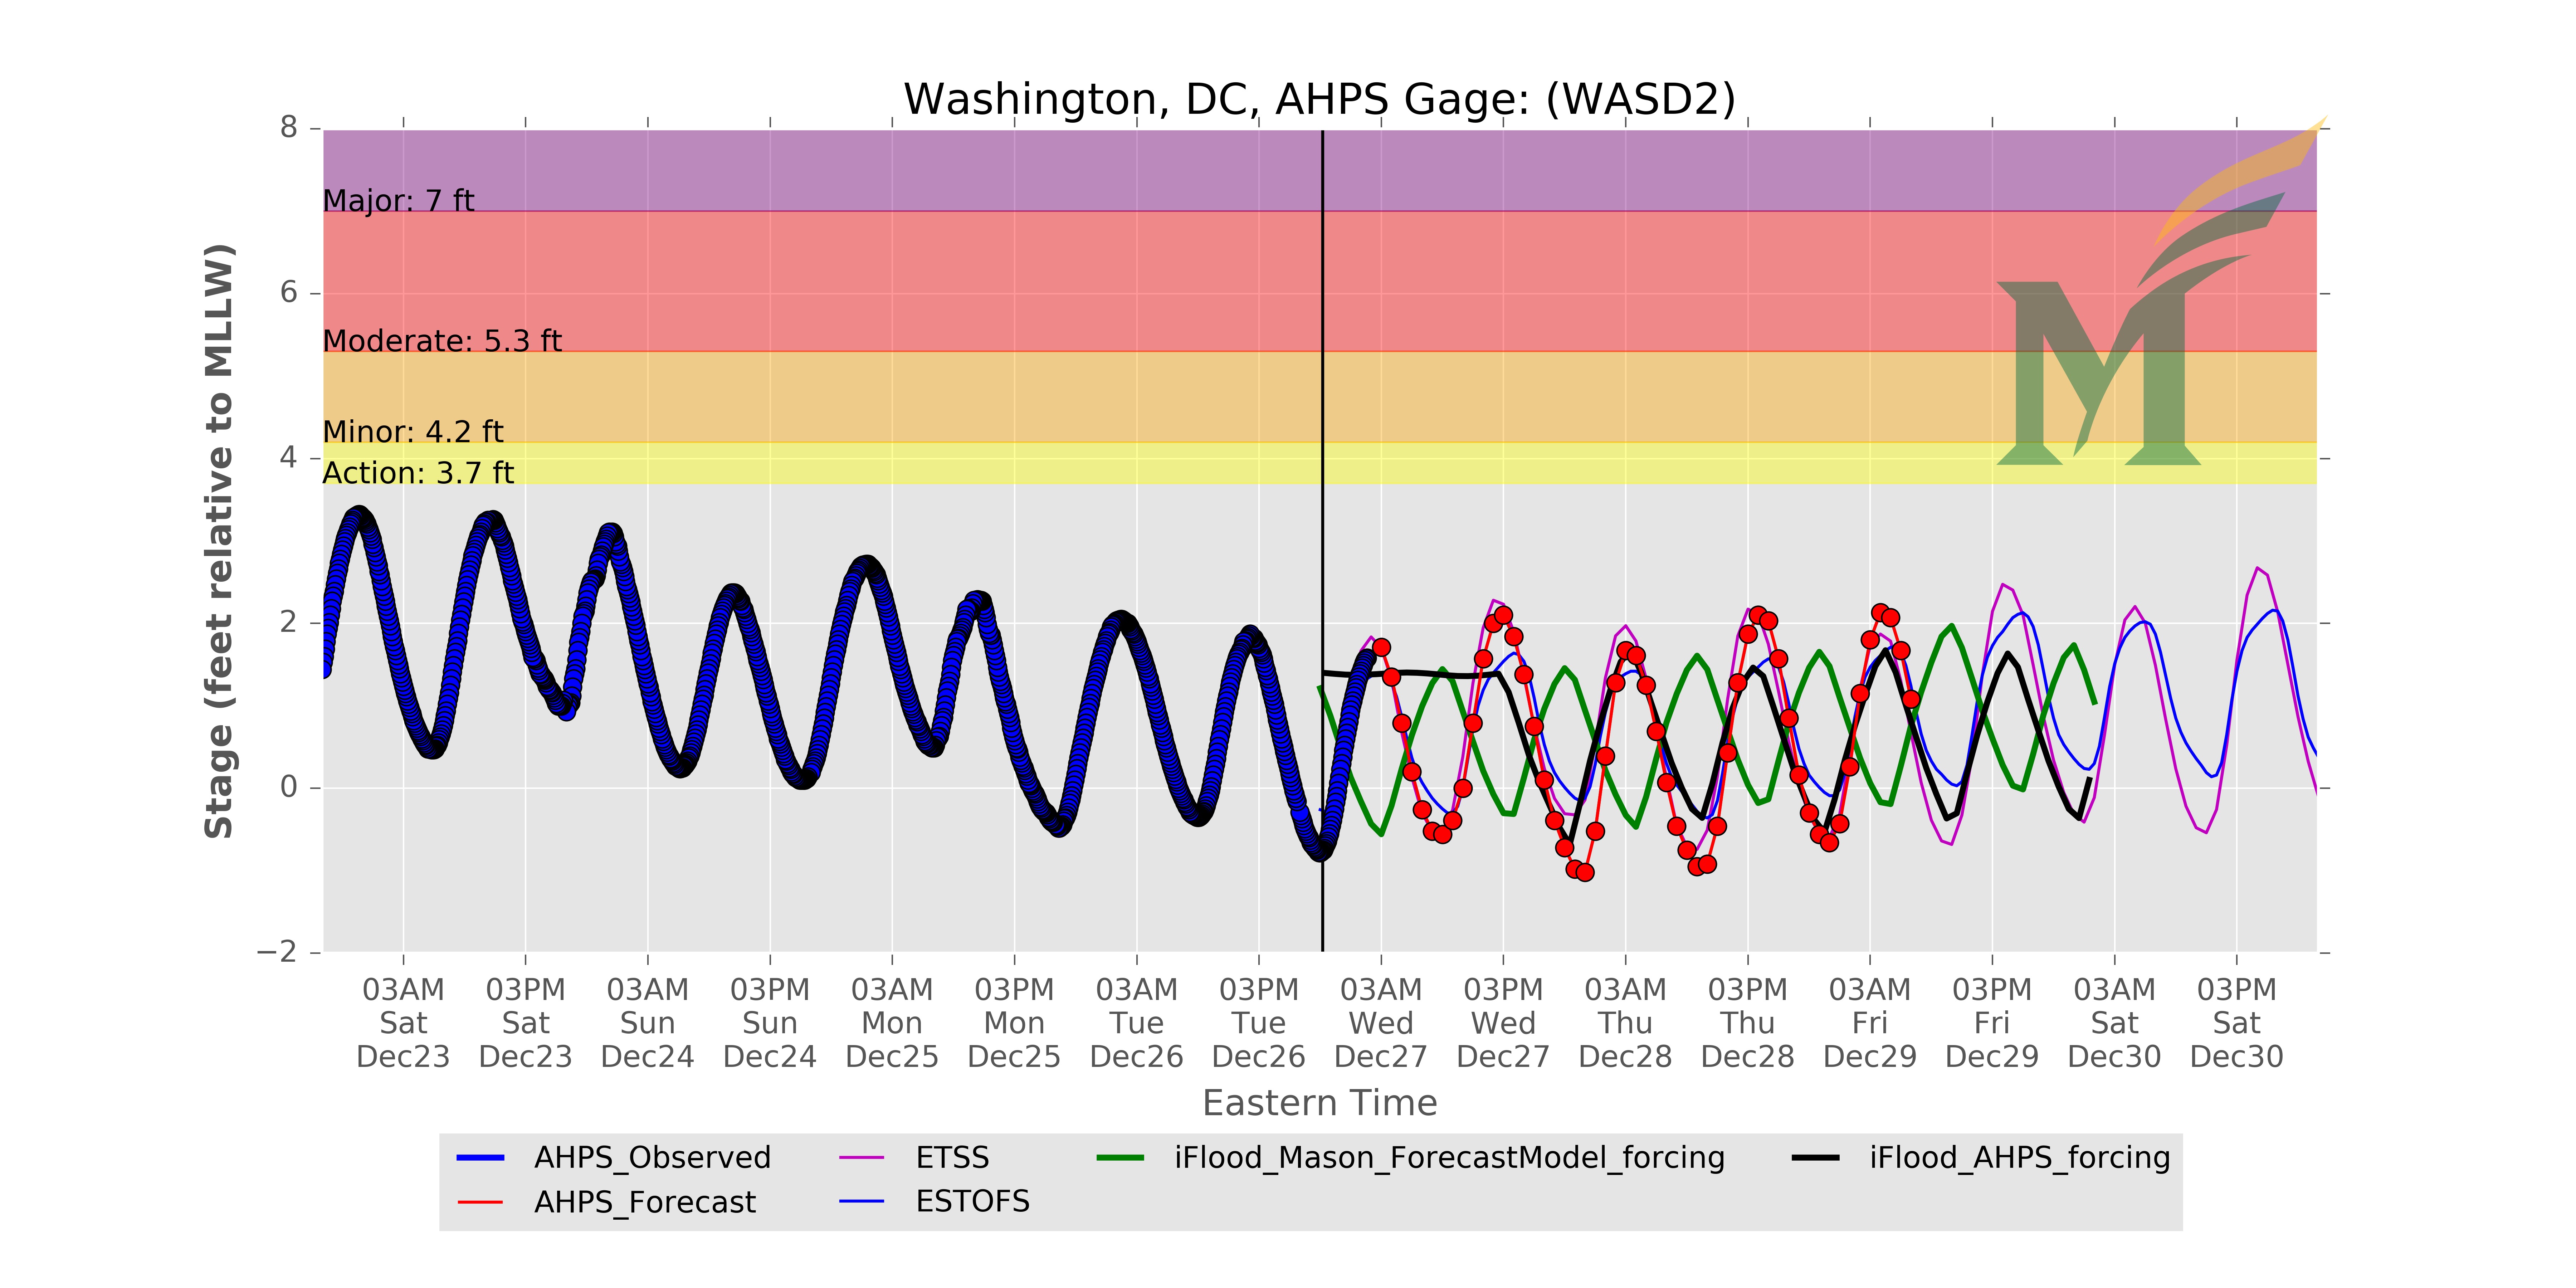 Washington, DC, AHPS Gage: (WASD2)
8
Major: 7 ft
6
Moderate: 5.3 ft
Minor: 4.2 ft
4
Action: 3.7 ft
2
0
−2
Stage (feet relative to MLLW)
03AM 03PM 03AM 03PM 03AM 03PM 03AM 03PM 03AM 03PM 03AM 03PM 03AM 03PM 03AM 03PM
Sat Sat Sun Sun Mon Mon Tue Tue Wed Wed Thu Thu Fri Fri Sat Sat
Dec23 Dec23 Dec24 Dec24 Dec25 Dec25 Dec26 Dec26 Dec27 Dec27 Dec28 Dec28 Dec29 Dec29 Dec30 Dec30
Eastern Time
AHPS_Observed ETSS iFlood_Mason_ForecastModel_forcing iFlood_AHPS_forcing
AHPS_Forecast ESTOFS
M